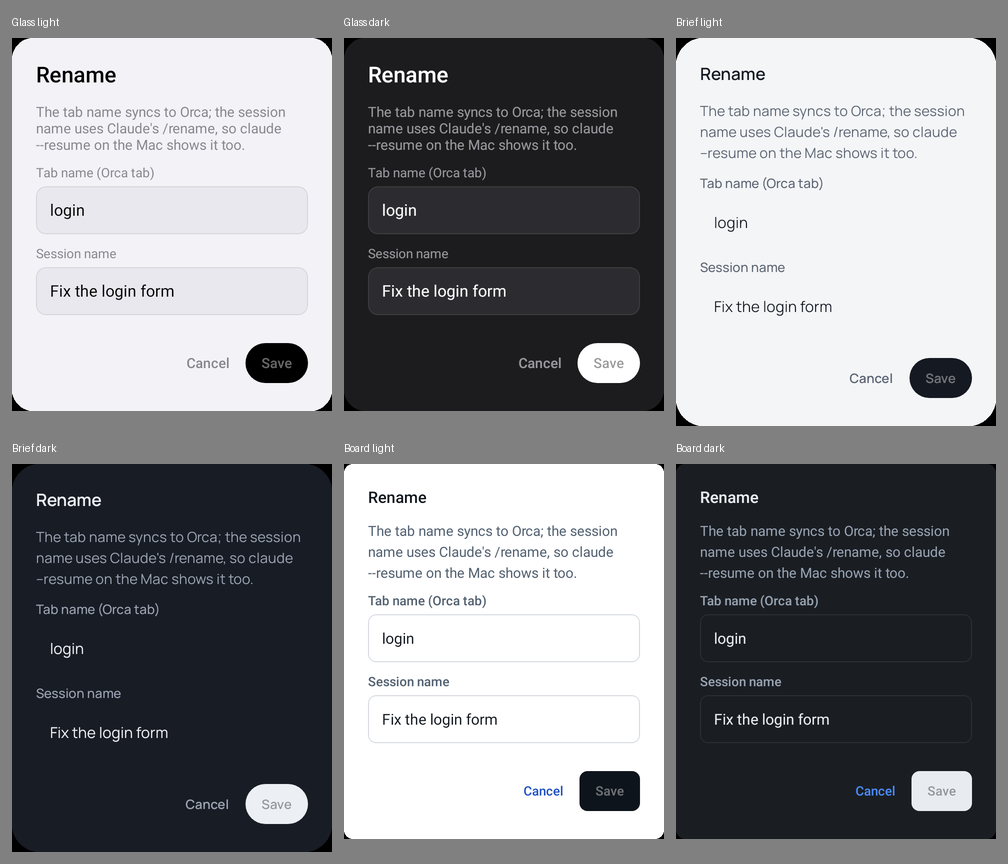 Glass light
Rename
The tab name syncs to Orca; the session
name uses Claude's /rename, so claude
--resume on the Mac shows it too.
Tab name (Orca tab)
login
Session name
Fix the login form
Cancel
Save
Glass dark
Rename
The tab name syncs to Orca; the session
name uses Claude's /rename, so claude
--resume on the Mac shows it too.
Tab name (Orca tab)
login
Session name
Fix the login form
Cancel
Save
Brief light
Rename
The tab name syncs to Orca; the session
name uses Claude's /rename, so claude
–resume on the Mac shows it too.
Tab name (Orca tab)
login
Session name
Fix the login form
Cancel
Save
Brief dark
Rename
The tab name syncs to Orca; the session
name uses Claude's /rename, so claude
–resume on the Mac shows it too.
Tab name (Orca tab)
login
Session name
Fix the login form
Cancel
Save
Board light
Rename
The tab name syncs to Orca; the session
name uses Claude's /rename, so claude
--resume on the Mac shows it too.
Tab name (Orca tab)
login
Session name
Fix the login form
Cancel
Save
Board dark
Rename
The tab name syncs to Orca; the session
name uses Claude's /rename, so claude
--resume on the Mac shows it too.
Tab name (Orca tab)
login
Session name
Fix the login form
Cancel
Save